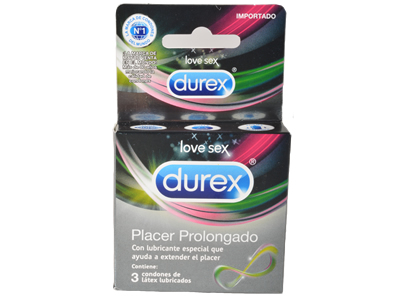 IMPORTADO
Nº1
love sex
durex®
love sex
durex®
Placer Prolongado
Con lubricante especial que
ayuda a extender el placer
Contiene:
3 condones de
látex lubricados